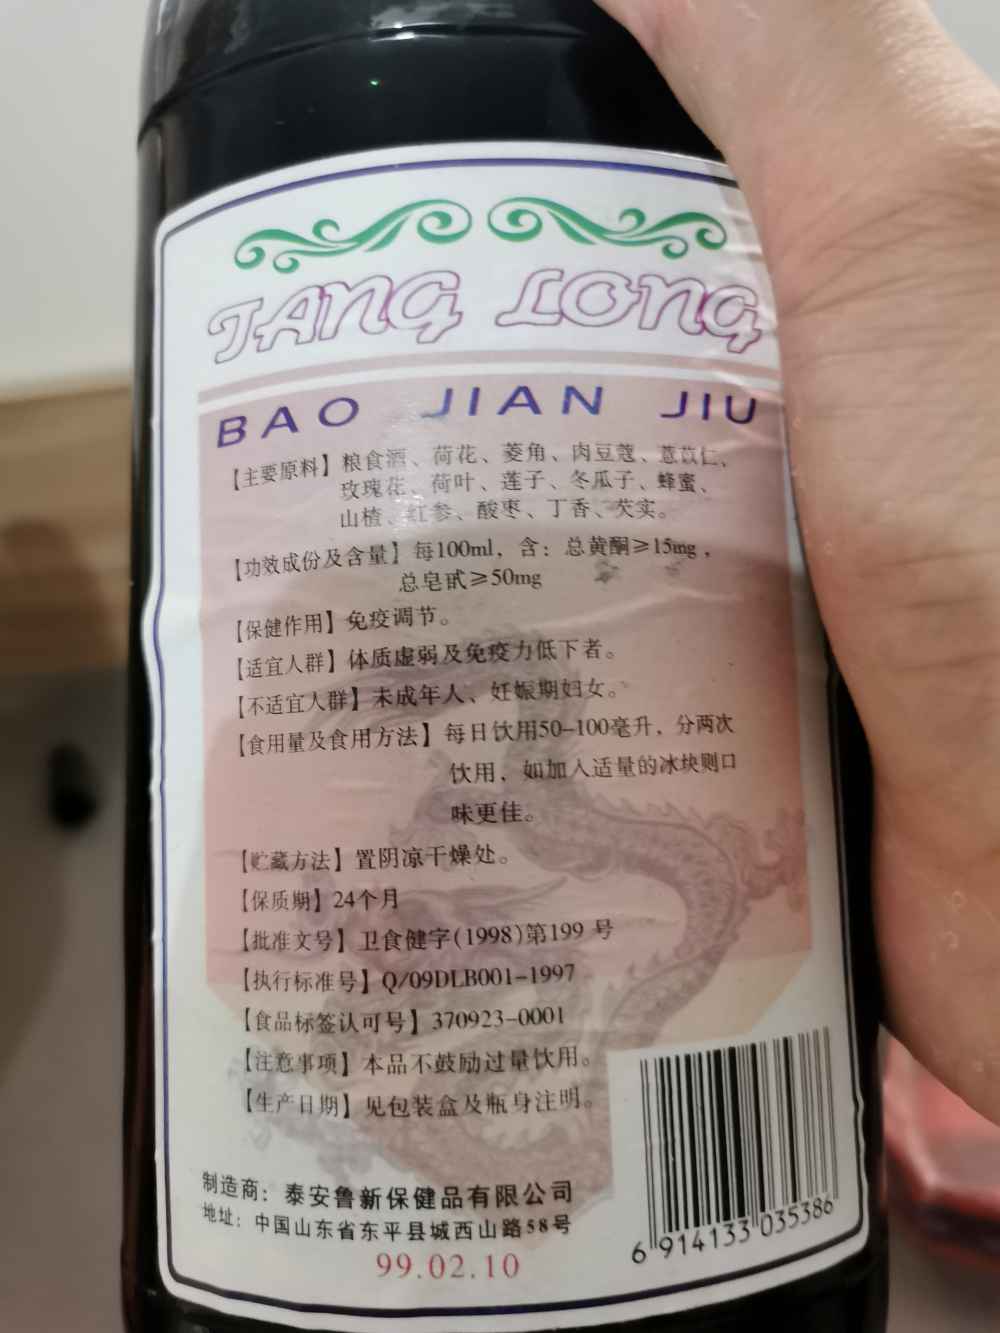 TANG LONG
BAO JIAN JIU
【主要原料】粮食酒、荷花、菱角、肉豆蔻、薏苡仁,
玫瑰花、荷叶、莲子、冬瓜子、蜂蜜、
山楂、红参、酸枣、丁香、芡实。
【功效成份及含量】每100ml，含：总黄酮≥15mg，
总皂甙≥50mg
【保健作用】免疫调节。
【适宜人群】体质虚弱及免疫力低下者。
【不适宜人群】未成年人、妊娠期妇女。
【食用量及食用方法】每日饮用50-100毫升，分两次
饮用，如加入适量的冰块则口
味更佳。
【贮藏方法】置阴凉干燥处。
【保质期】24个月
【批准文号】卫食健字(1998)第199号
【执行标准号】Q/09DLB001-1997
【食品标签认可号】370923-0001
【注意事项】本品不鼓励过量饮用。
【生产日期】见包装盒及瓶身注明。
制造商：泰安鲁新保健品有限公司
地址：中国山东省东平县城西山路58号
99.02.10
6 914133 035386